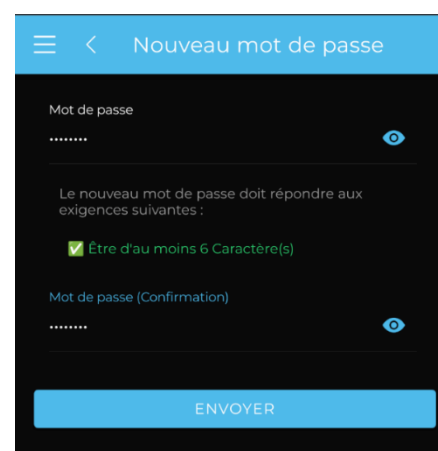 Nouveau mot de passe
Mot de passe
••••••••
Le nouveau mot de passe doit répondre aux
exigences suivantes :
✅ Être d'au moins 6 Caractère(s)
Mot de passe (Confirmation)
••••••••
ENVOYER